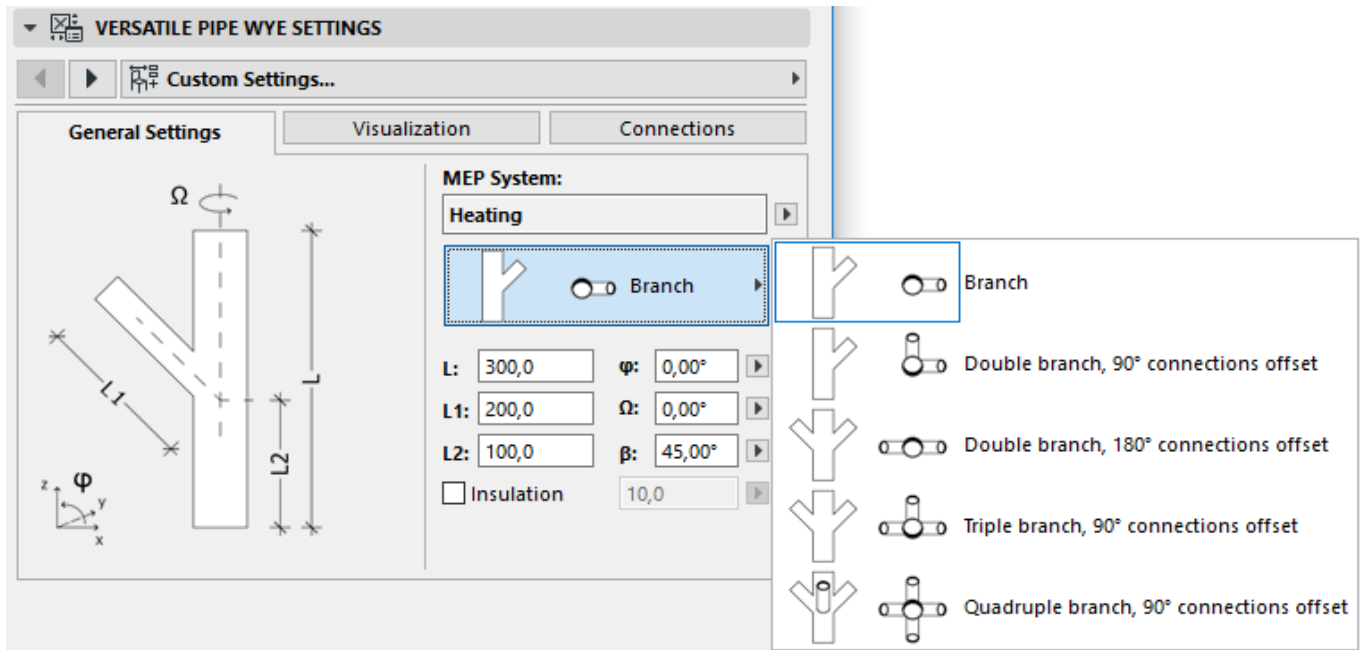 VERSATILE PIPE WYE SETTINGS
Custom Settings...
General Settings
Visualization
Connections
Ω
L1
L2
L
φ
z
y
x
MEP System:
Heating
Branch
L: 300,0
φ: 0,00°
L1: 200,0
Ω: 0,00°
L2: 100,0
β: 45,00°
Insulation
10,0
Branch
Double branch, 90° connections offset
Double branch, 180° connections offset
Triple branch, 90° connections offset
Quadruple branch, 90° connections offset